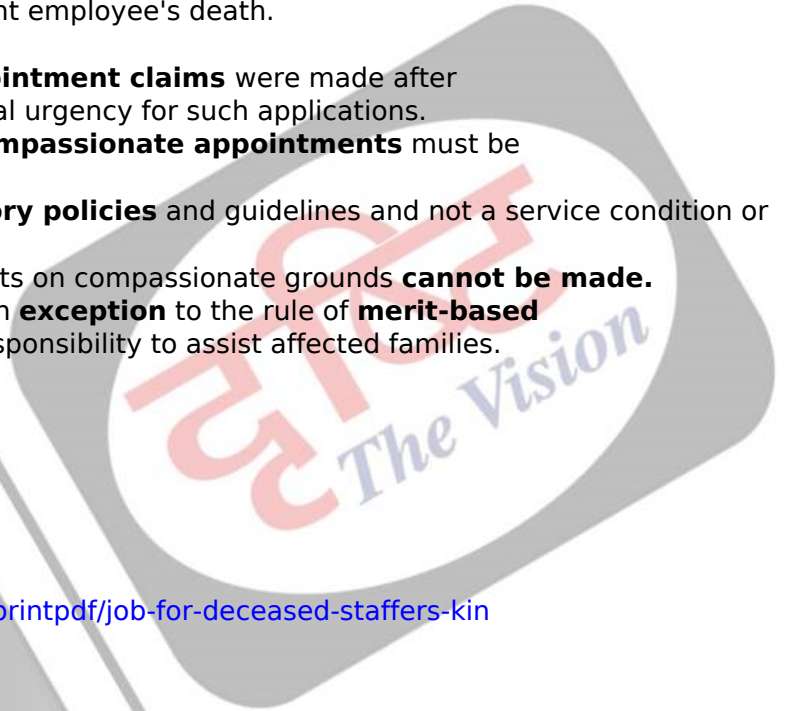 nt employee's death.
ointment claims were made after
al urgency for such applications.
mpassionate appointments must be
ory policies and guidelines and not a service condition or
ts on compassionate grounds cannot be made.
n exception to the rule of merit-based
sponsibility to assist affected families.
दृष्टि
The Vision
printpdf/job-for-deceased-staffers-kin